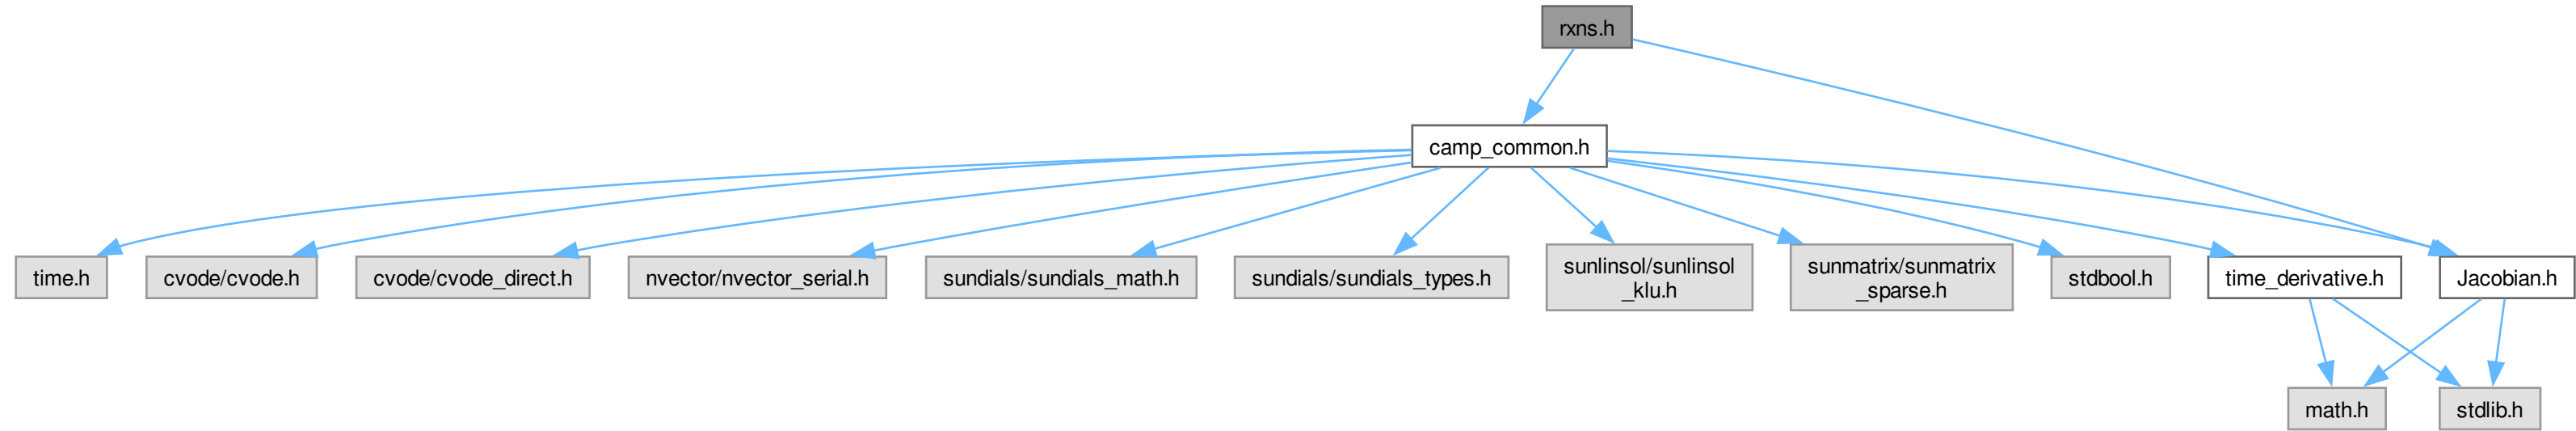 rxns.h
camp_common.h
time.h
cvode/cvode.h
cvode/cvode_direct.h
nvector/nvector_serial.h
sundials/sundials_math.h
sundials/sundials_types.h
sunlinsol/sunlinsol
_klu.h
sunmatrix/sunmatrix
_sparse.h
stdbool.h
time_derivative.h
Jacobian.h
math.h
stdlib.h